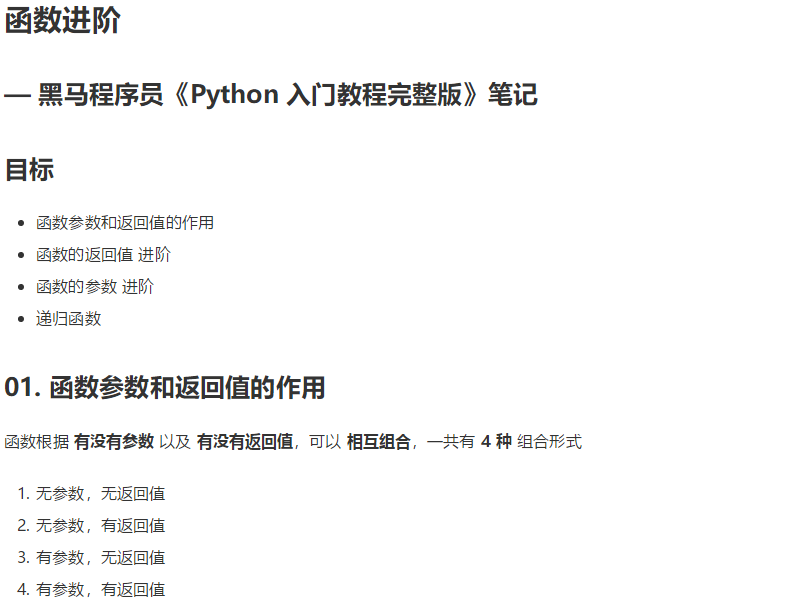 函数进阶
— 黑马程序员《Python 入门教程完整版》笔记
目标
• 函数参数和返回值的作用
• 函数的返回值 进阶
• 函数的参数 进阶
• 递归函数
01. 函数参数和返回值的作用
函数根据 有没有参数 以及 有没有返回值，可以 相互组合，一共有 4 种 组合形式
1. 无参数，无返回值
2. 无参数，有返回值
3. 有参数，无返回值
4. 有参数，有返回值